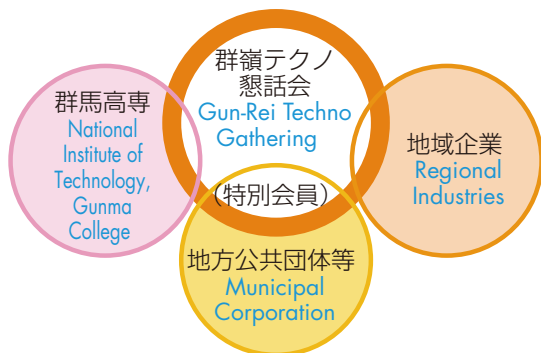 群嶺テクノ
懇話会
Gun-Rei Techno
Gathering
群馬高専
National
Institute of
Technology,
Gunma
College
地域企業
Regional
Industries
(特別会員)
地方公共団体等
Municipal
Corporation